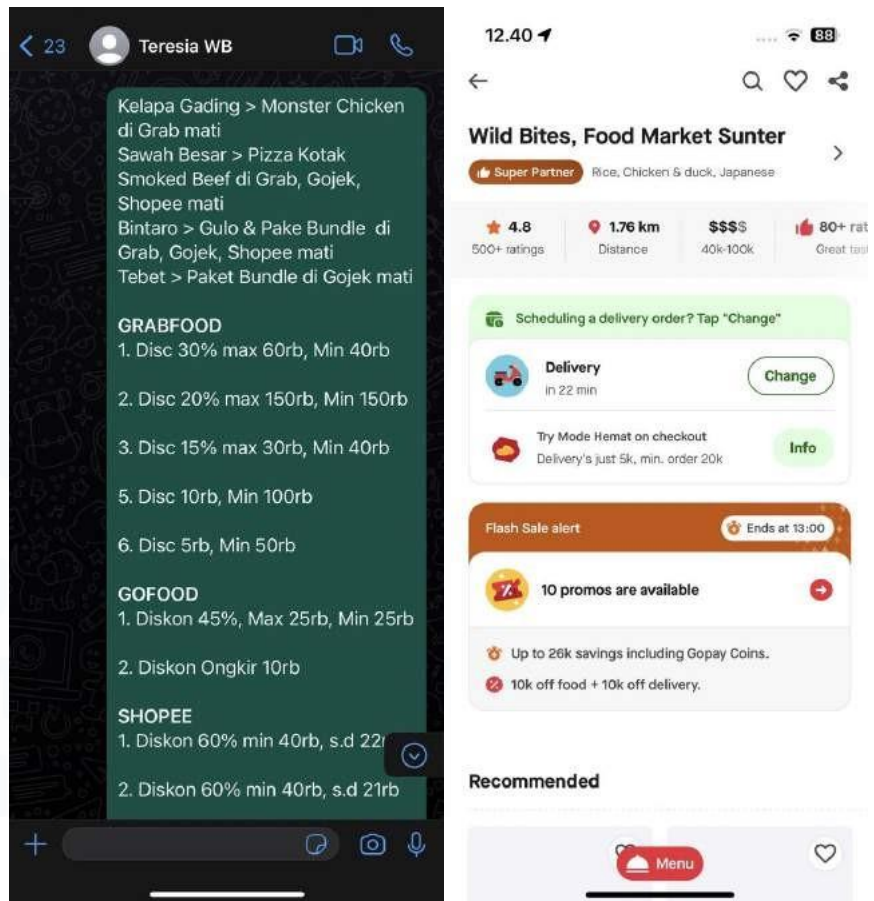 23
Teresia WB
Kelapa Gading > Monster Chicken
di Grab mati
Sawah Besar > Pizza Kotak
Smoked Beef di Grab, Gojek,
Shopee mati
Bintaro > Gulo & Pake Bundle di
Grab, Gojek, Shopee mati
Tebet > Paket Bundle di Gojek mati
GRABFOOD
1. Disc 30% max 60rb, Min 40rb
2. Disc 20% max 150rb, Min 150rb
3. Disc 15% max 30rb, Min 40rb
5. Disc 10rb, Min 100rb
6. Disc 5rb, Min 50rb
GOFOOD
1. Diskon 45%, Max 25rb, Min 25rb
2. Diskon Ongkir 10rb
SHOPEE
1. Diskon 60% min 40rb, s.d 22r
2. Diskon 60% min 40rb, s.d 21rb
12.40
88
Wild Bites, Food Market Sunter
Super Partner Rice, Chicken & duck, Japanese
4.8 1.76 km $$$$ 80+ rat
500+ ratings Distance 40k-100k Great tast
Scheduling a delivery order? Tap "Change"
Delivery
in 22 min
Change
Try Mode Hemat on checkout
Delivery's just 5k, min. order 20k
Info
Flash Sale alert
Ends at 13:00
10 promos are available
Up to 26k savings including Gopay Coins.
10k off food + 10k off delivery.
Recommended
Menu